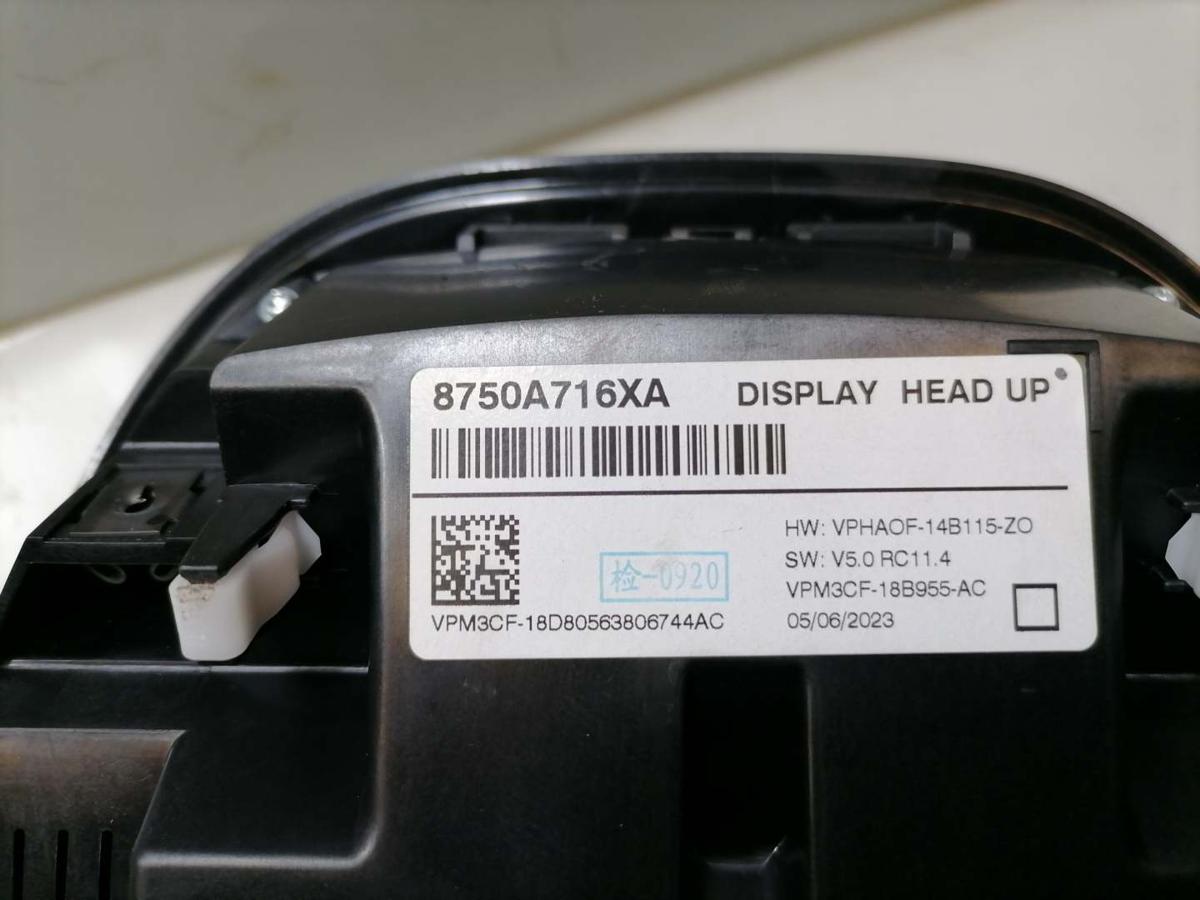 8750A716XA DISPLAY HEAD UP
HW: VPHAOF-14B115-ZO
SW: V5.0 RC11.4
检-0920
VPM3CF-18B955-AC
VPM3CF-18D80563806744AC
05/06/2023